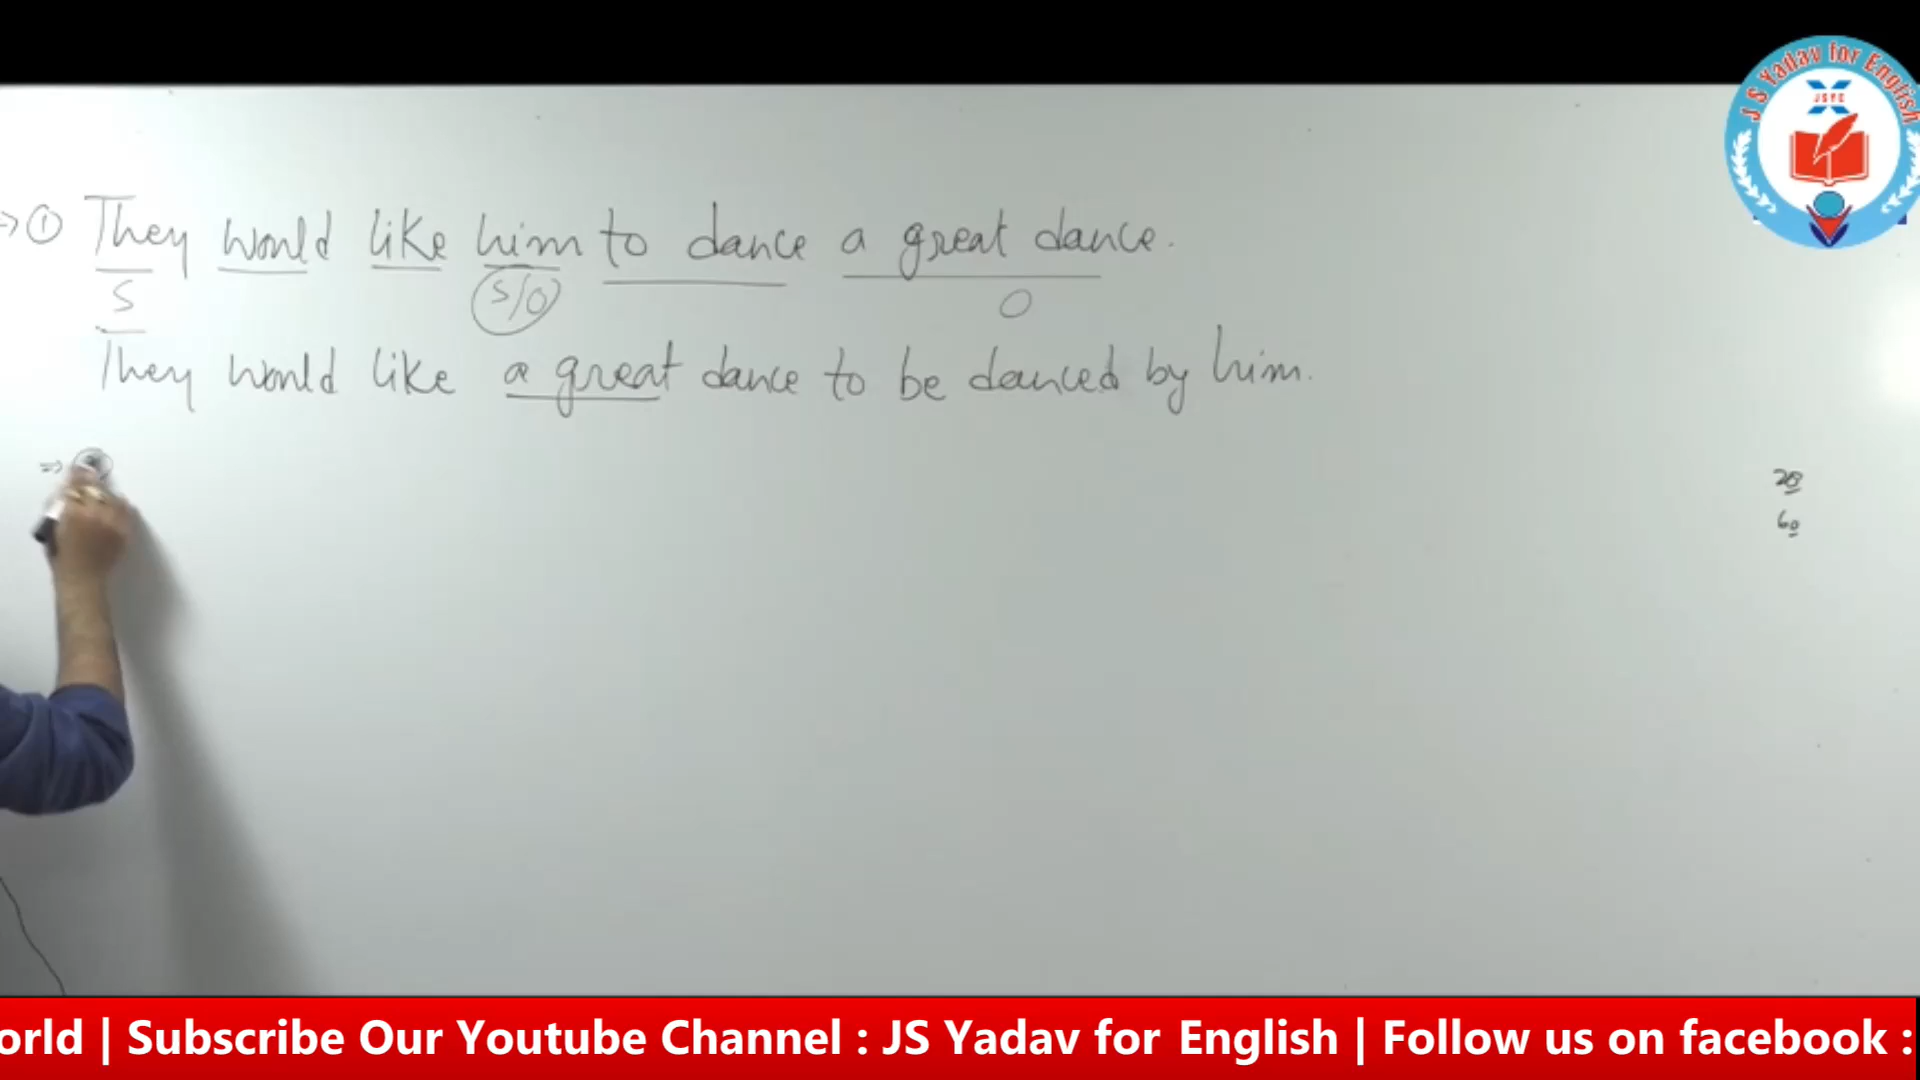 J S Yadav for English
JSYC
=> ① They would like him to dance a great dance.
S S/O O
They would like a great dance to be danced by him.
=>
20
60
orld | Subscribe Our Youtube Channel : JS Yadav for English | Follow us on facebook :